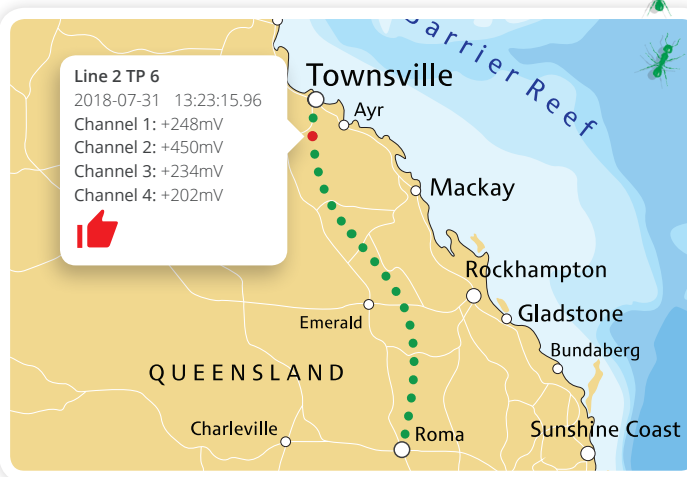 Line 2 TP 6
2018-07-31 13:23:15.96
Channel 1: +248mV
Channel 2: +450mV
Channel 3: +234mV
Channel 4: +202mV
Barrier Reef
Townsville
Ayr
Mackay
Rockhampton
Gladstone
Emerald
Bundaberg
QUEENSLAND
Charleville
Roma
Sunshine Coast